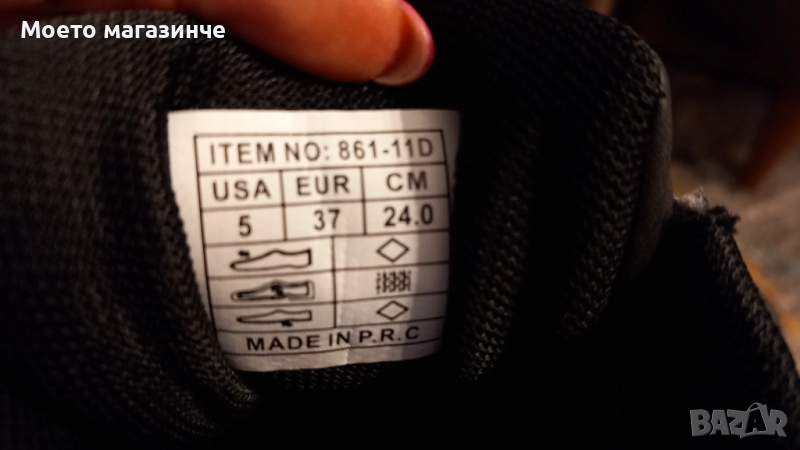 Моето магазинче
ITEM NO: 861-11D
USA EUR CM
5 37 24.0
MADE IN P.R.C
BAZAR